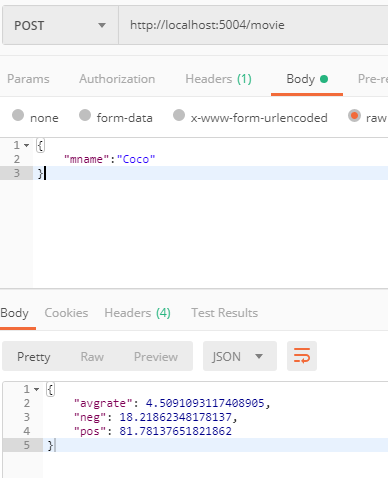 POST http://localhost:5004/movie
Params Authorization Headers (1) Body Pre-re
none form-data x-www-form-urlencoded raw
1 {
2 "mname":"Coco"
3 }
Body Cookies Headers (4) Test Results
Pretty Raw Preview JSON
1 {
2 "avgrate": 4.5091093117408905,
3 "neg": 18.21862348178137,
4 "pos": 81.78137651821862
5 }